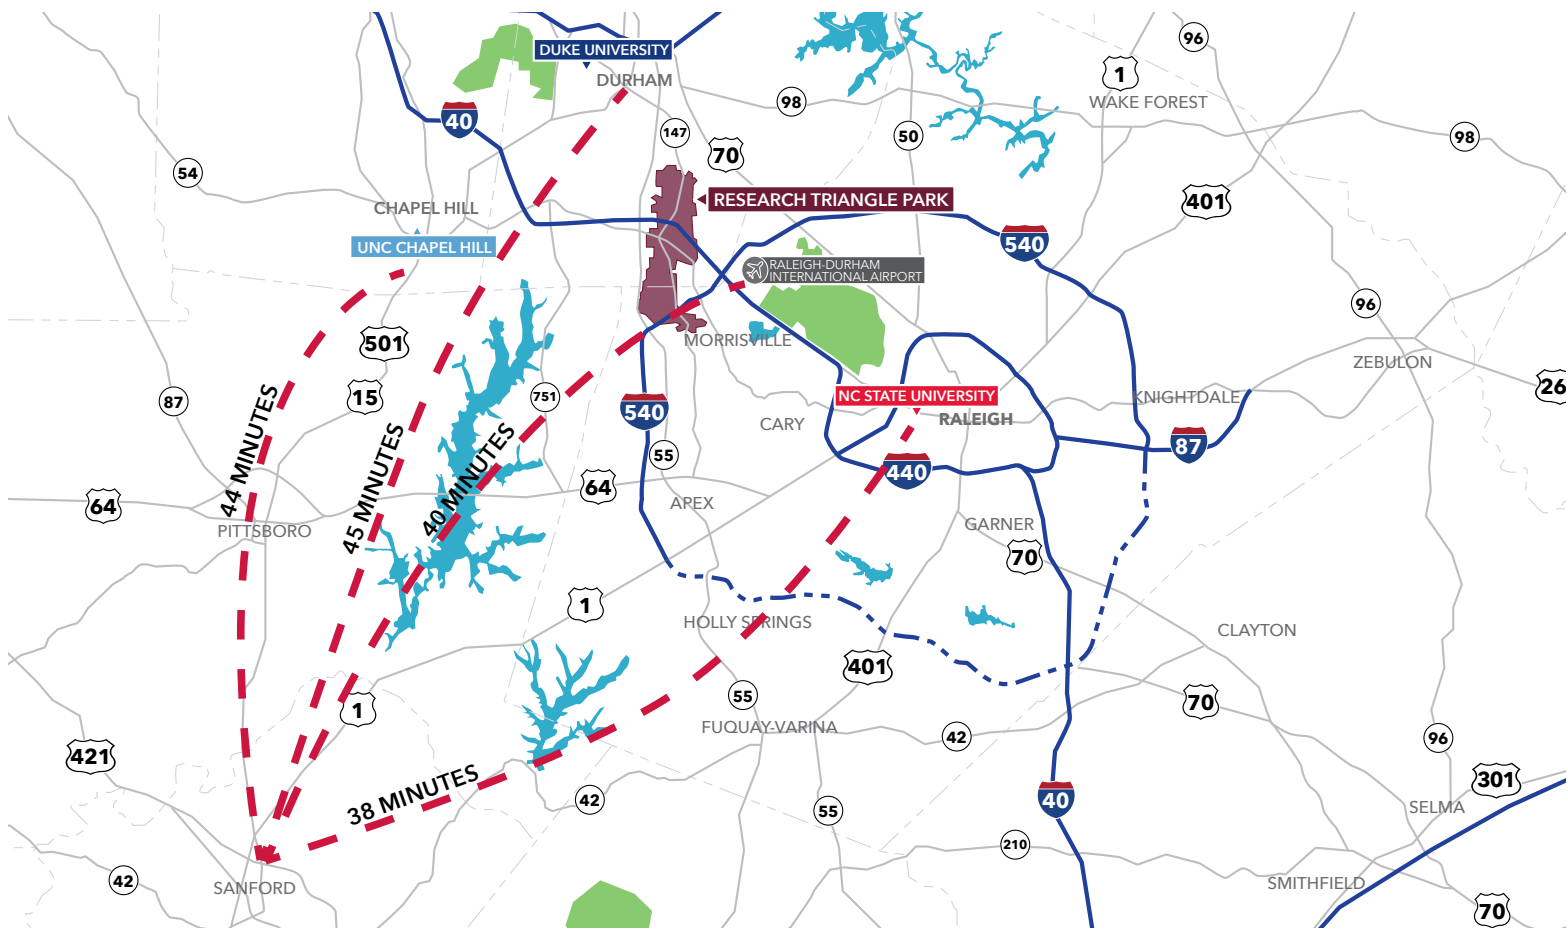 96
DUKE UNIVERSITY
DURHAM
1
98
WAKE FOREST
40
147
50
98
70
54
RESEARCH TRIANGLE PARK
401
CHAPEL HILL
UNC CHAPEL HILL
540
RALEIGH-DURHAM
INTERNATIONAL AIRPORT
96
501
MORRISVILLE
ZEBULON
15
751
87
26
NC STATE UNIVERSITY
KNIGHTDALE
540
CARY
RALEIGH
44 MINUTES
45 MINUTES
40 MINUTES
55
87
440
64
64
APEX
PITTSBORO
GARNER
70
1
HOLLY SPRINGS
CLAYTON
401
1
55
70
FUQUAY-VARINA
42
96
421
38 MINUTES
301
42
40
SELMA
55
210
42
SANFORD
SMITHFIELD
70